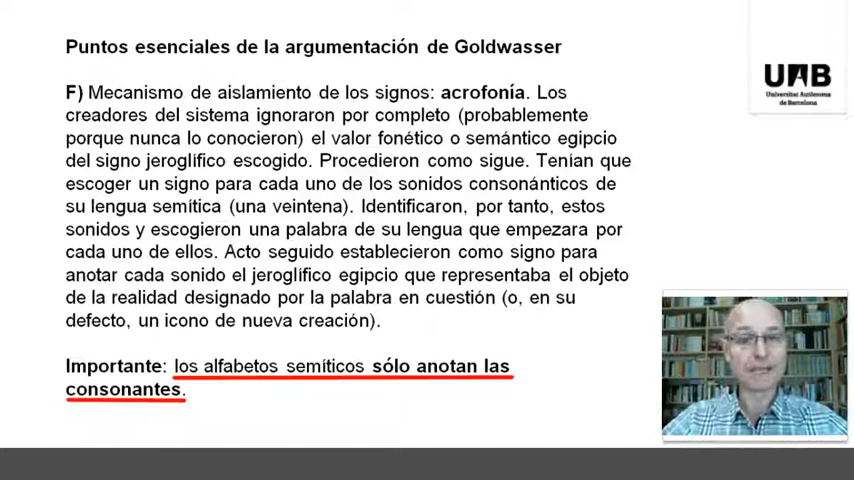 Puntos esenciales de la argumentación de Goldwasser
F) Mecanismo de aislamiento de los signos: acrofonía. Los
creadores del sistema ignoraron por completo (probablemente
porque nunca lo conocieron) el valor fonético o semántico egipcio
del signo jeroglífico escogido. Procedieron como sigue. Tenían que
escoger un signo para cada uno de los sonidos consonánticos de
su lengua semítica (una veintena). Identificaron, por tanto, estos
sonidos y escogieron una palabra de su lengua que empezara por
cada uno de ellos. Acto seguido establecieron como signo para
anotar cada sonido el jeroglífico egipcio que representaba el objeto
de la realidad designado por la palabra en cuestión (o, en su
defecto, un icono de nueva creación).
Importante: los alfabetos semíticos sólo anotan las
consonantes.
UAB
Universitat Autònoma
de Barcelona